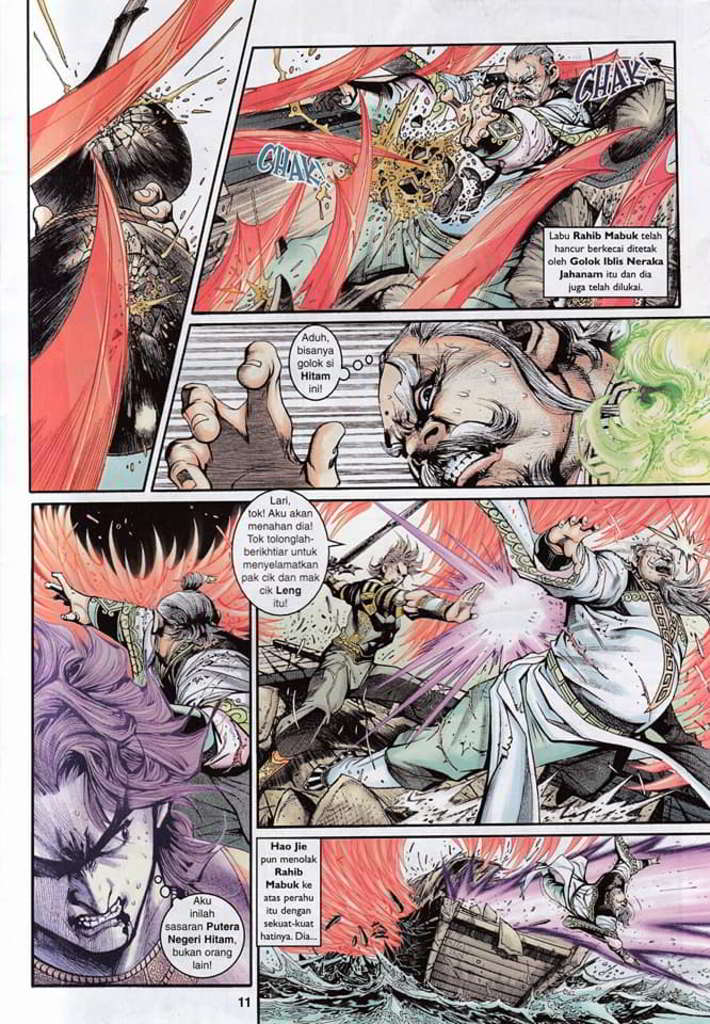 CHAK!
CHAK!
Labu Rahib Mabuk telah
hancur berkecai ditetak
oleh Golok Iblis Neraka
Jahanam itu dan dia
juga telah dilukai.
Aduh,
bisanya
golok si
Hitam
ini!
Lari,
tok! Aku akan
menahan dia!
Tok tolonglah-
berikhtiar untuk
menyelamatkan
pak cik dan mak
cik Leng
itu!
Aku
inilah
sasaran Putera
Negeri Hitam,
bukan orang
lain!
Hao Jie
pun menolak
Rahib
Mabuk ke
atas perahu
itu dengan
sekuat-kuat
hatinya. Dia...
11